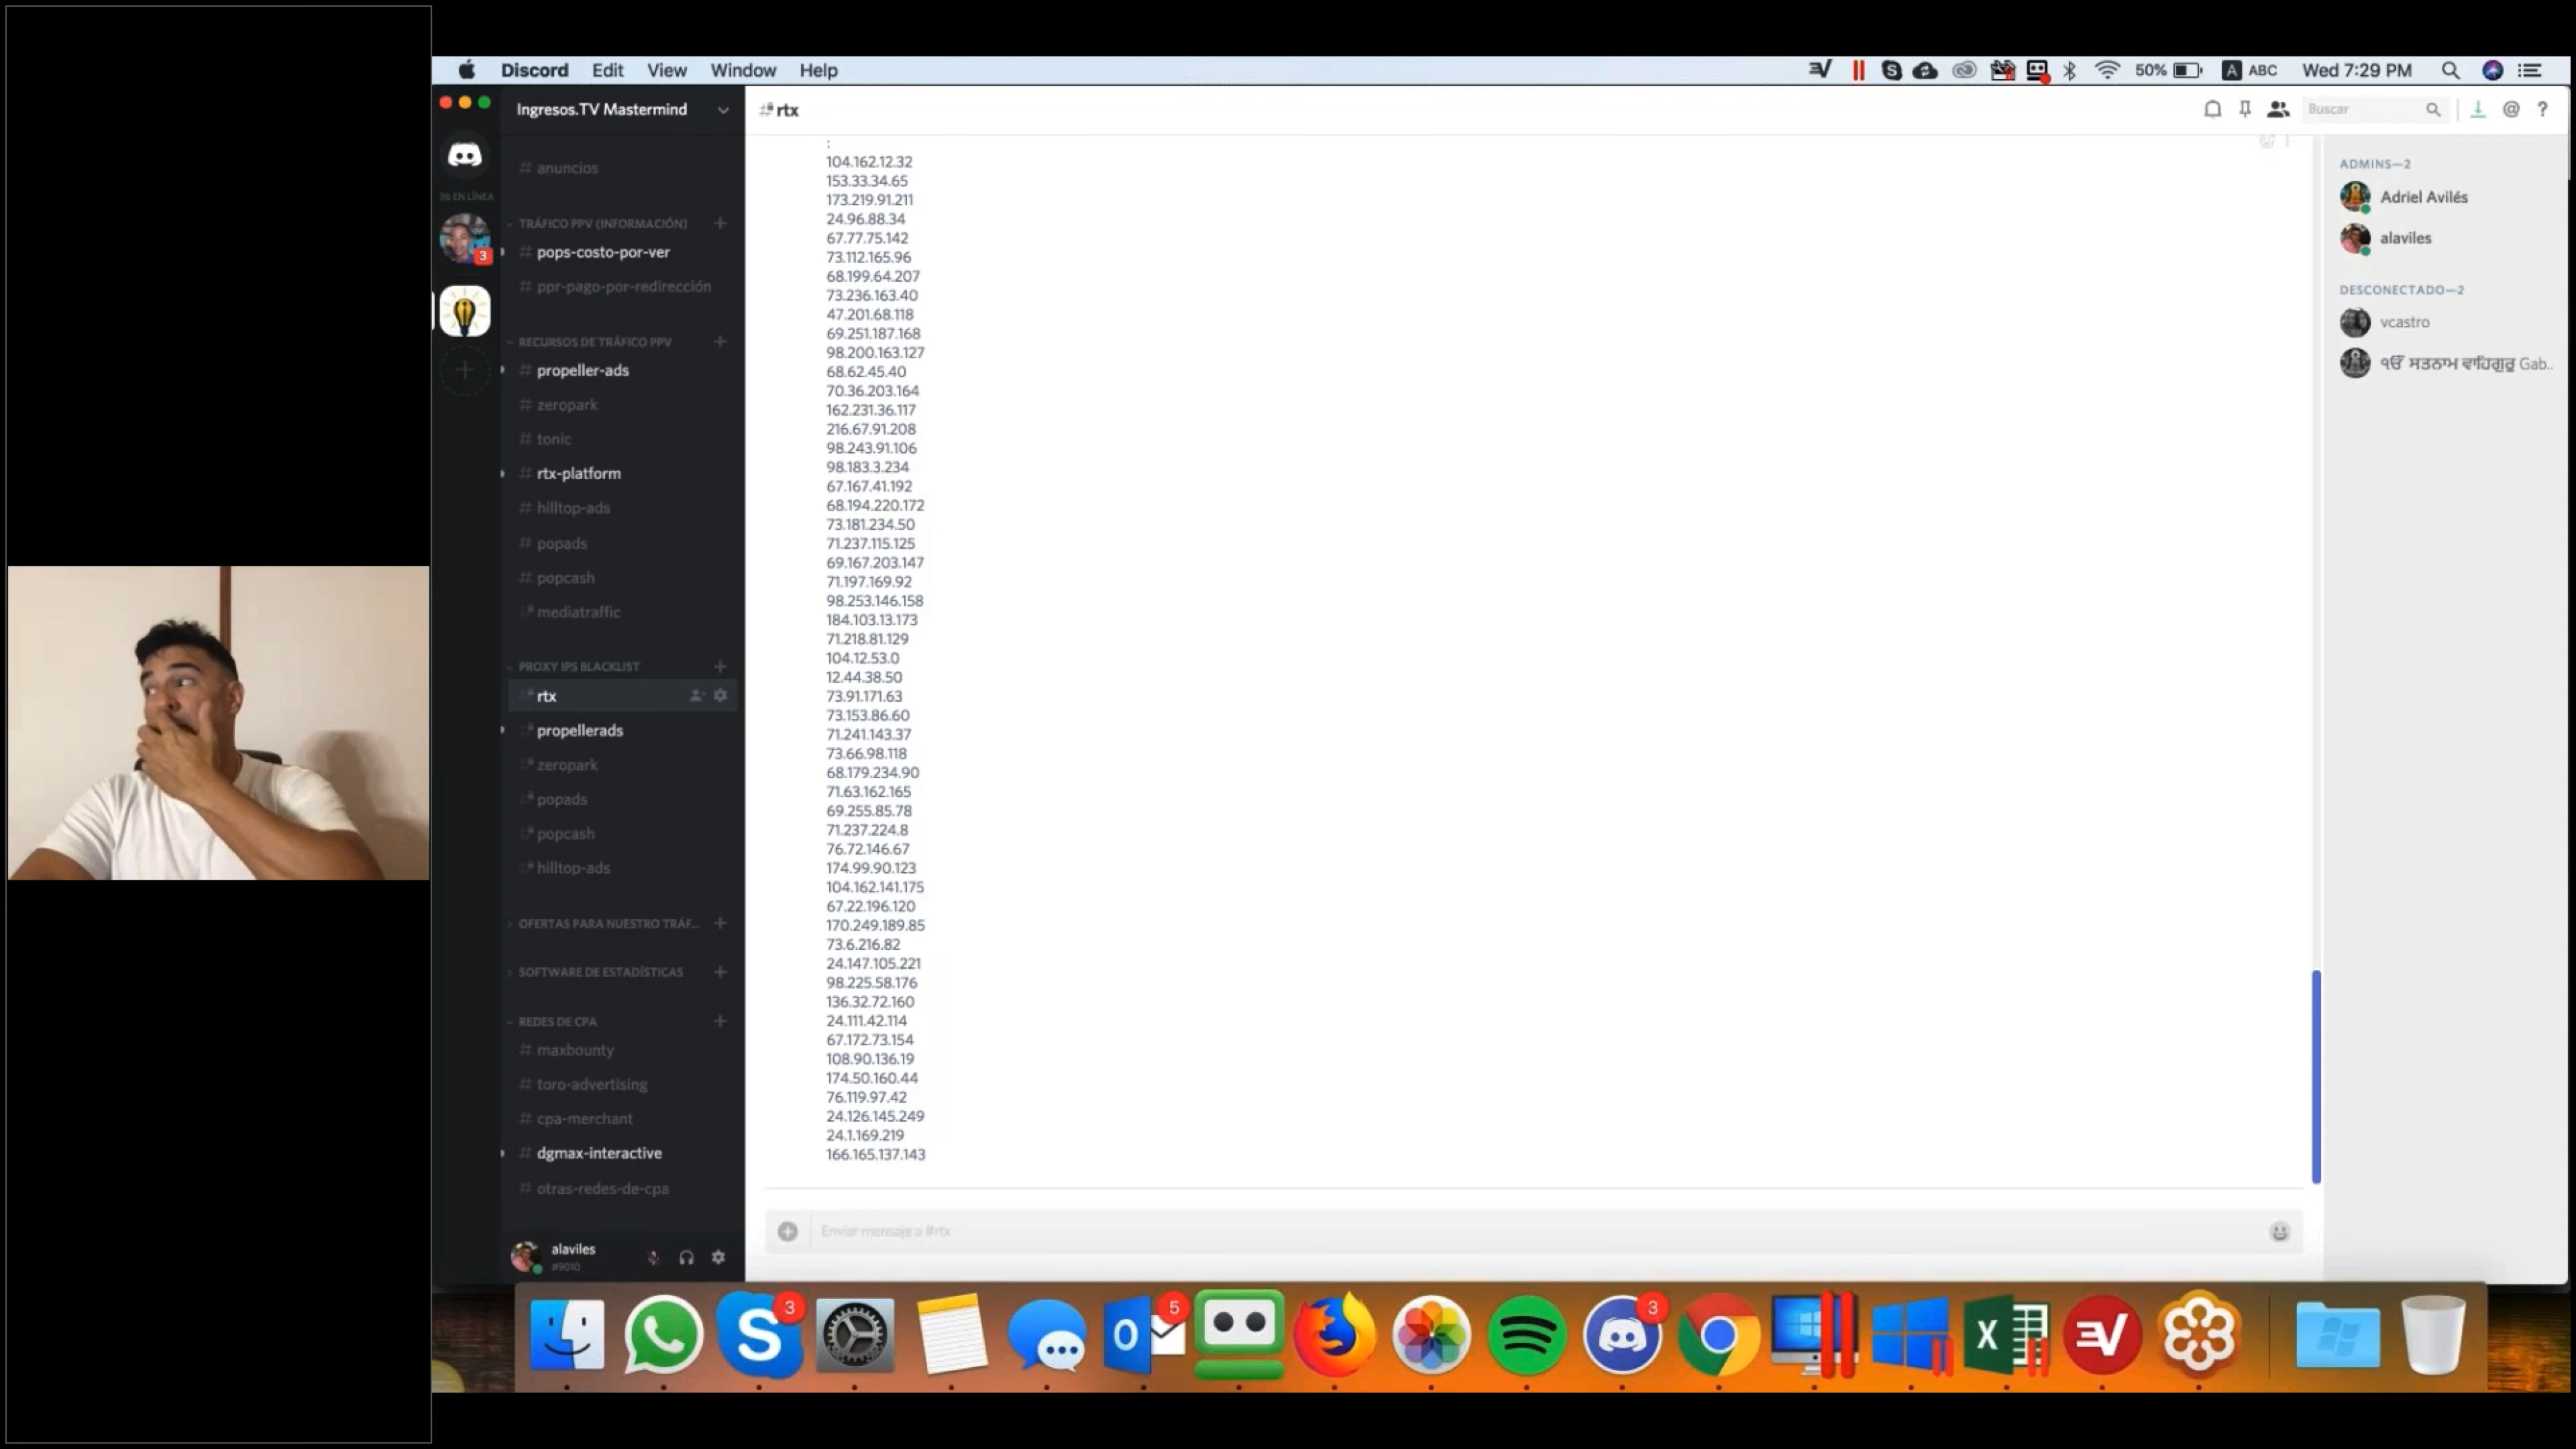 Discord Edit View Window Help
50% A ABC Wed 7:29 PM
Ingresos.TV Mastermind
# rtx
Buscar
@ ?
EN LÍNEA
3
# anuncios
TRÁFICO PPV (INFORMACIÓN) +
# pops-costo-por-ver
# ppr-pago-por-redirección
RECURSOS DE TRÁFICO PPV +
# propeller-ads
# zeropark
# tonic
# rtx-platform
# hilltop-ads
# popads
# popcash
mediatraffic
PROXY IPS BLACKLIST +
rtx
propellerads
zeropark
popads
popcash
hilltop-ads
OFERTAS PARA NUESTRO TRÁF... +
SOFTWARE DE ESTADÍSTICAS +
REDES DE CPA +
# maxbounty
# toro-advertising
# cpa-merchant
# dgmax-interactive
# otras-redes-de-cpa
alaviles
#9010
:
104.162.12.32
153.33.34.65
173.219.91.211
24.96.88.34
67.77.75.142
73.112.165.96
68.199.64.207
73.236.163.40
47.201.68.118
69.251.187.168
98.200.163.127
68.62.45.40
70.36.203.164
162.231.36.117
216.67.91.208
98.243.91.106
98.183.3.234
67.167.41.192
68.194.220.172
73.181.234.50
71.237.115.125
69.167.203.147
71.197.169.92
98.253.146.158
184.103.13.173
71.218.81.129
104.12.53.0
12.44.38.50
73.91.171.63
73.153.86.60
71.241.143.37
73.66.98.118
68.179.234.90
71.63.162.165
69.255.85.78
71.237.224.8
76.72.146.67
174.99.90.123
104.162.141.175
67.22.196.120
170.249.189.85
73.6.216.82
24.147.105.221
98.225.58.176
136.32.72.160
24.111.42.114
67.172.73.154
108.90.136.19
174.50.160.44
76.119.97.42
24.126.145.249
24.1.169.219
166.165.137.143
Enviar mensaje a #rtx
ADMINS—2
Adriel Avilés
alaviles
DESCONECTADO—2
vcastro
ੴ ਸਤਨਾਮ ਵਾਹਿਗੁਰੂ Gab..
3 5 3